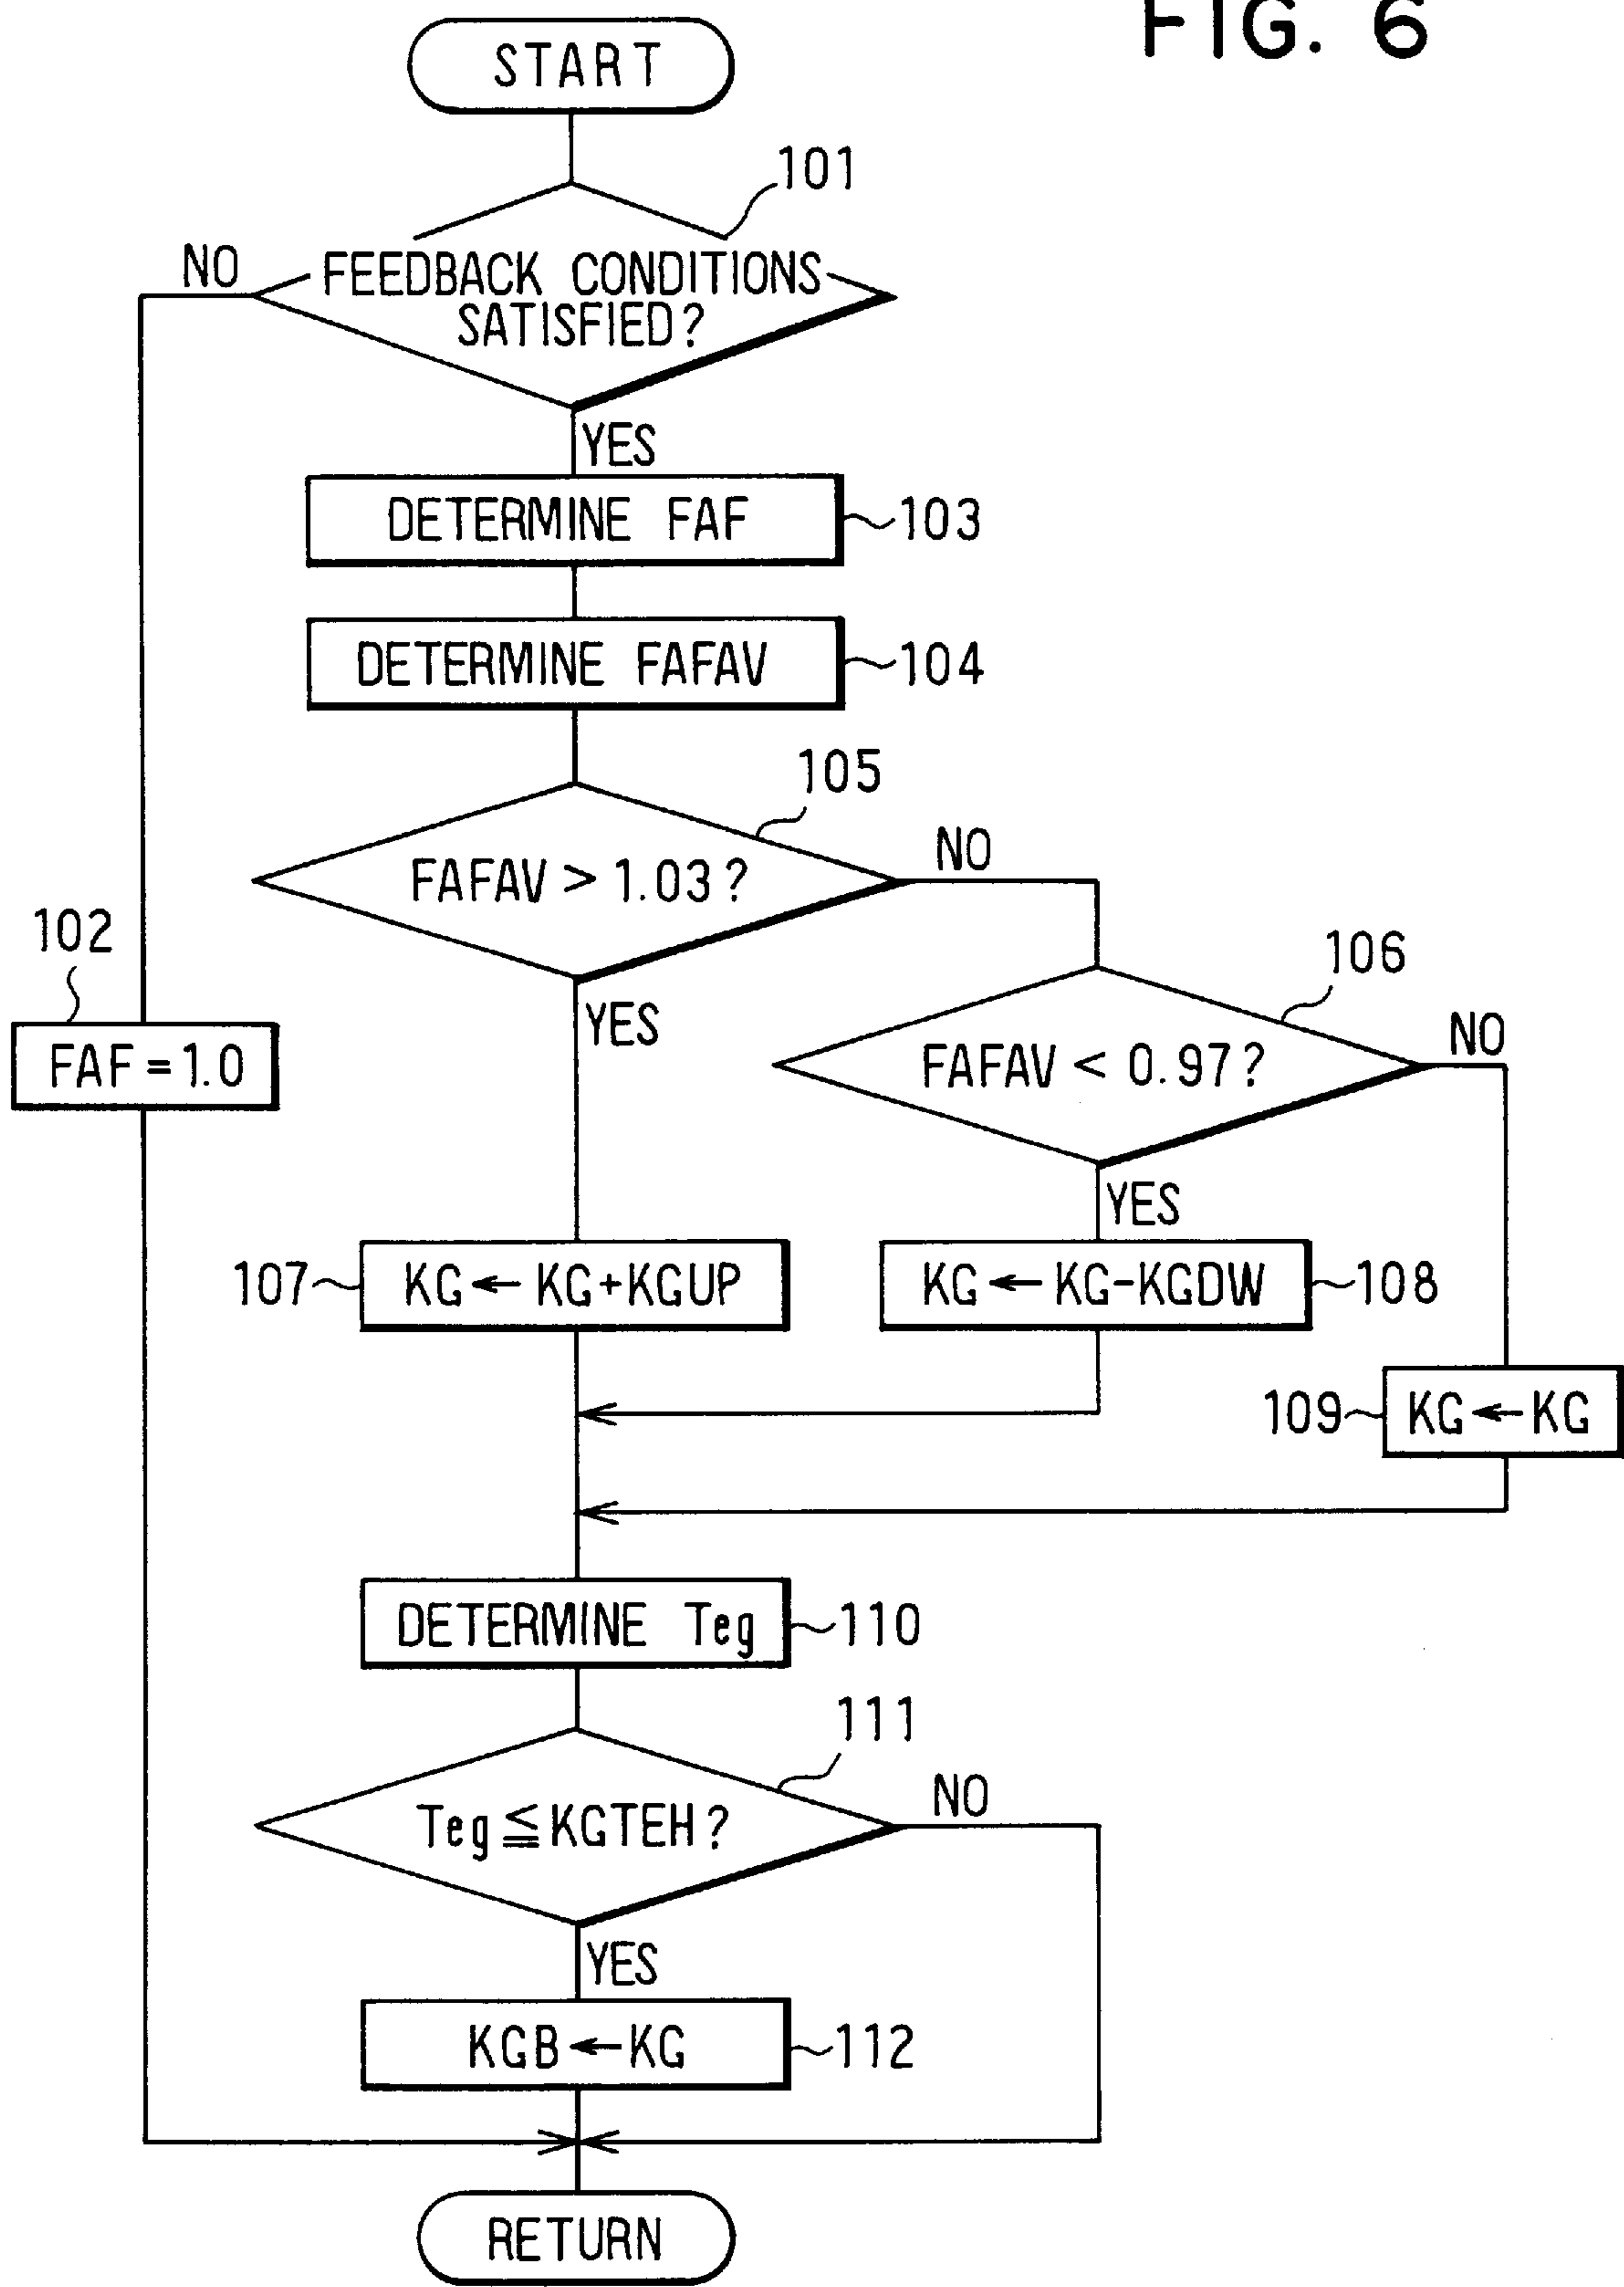 FIG. 6
START
101
NO
FEEDBACK CONDITIONS
SATISFIED?
YES
DETERMINE FAF
103
DETERMINE FAFAV
104
105
FAFAV > 1.03?
NO
YES
102
FAF = 1.0
106
FAFAV < 0.97?
NO
YES
107
KG ← KG+KGUP
KG ← KG-KGDW
108
109
KG ← KG
DETERMINE Teg
110
111
Teg ≦ KGTEH?
NO
YES
KGB ← KG
112
RETURN